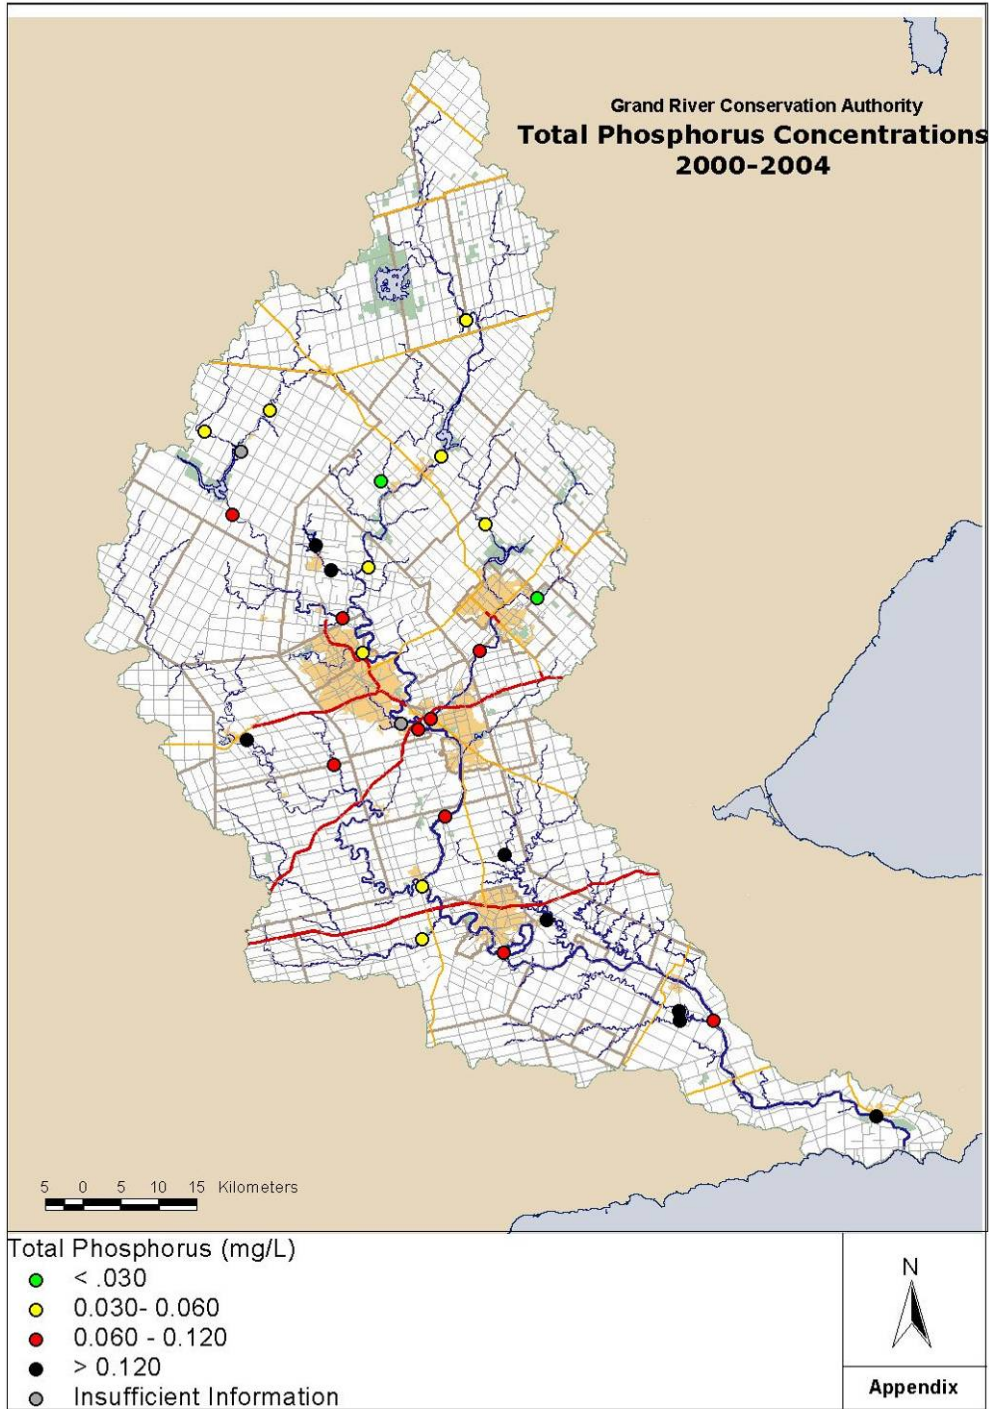 Grand River Conservation Authority
Total Phosphorus Concentrations
2000-2004
5 0 5 10 15 Kilometers
Total Phosphorus (mg/L)
< .030
0.030- 0.060
0.060 - 0.120
> 0.120
Insufficient Information
N
Appendix